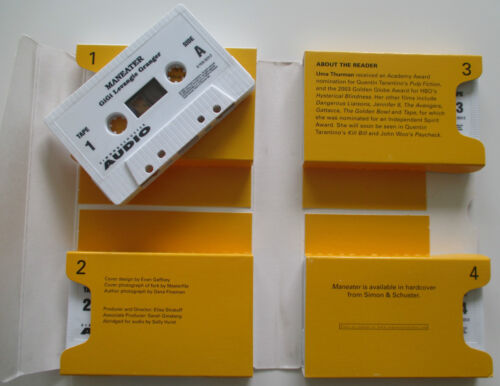 1
MANEATER
GiGi Levangie Grazer
SIDE
A
TAPE
1
AUDIO
ABOUT THE READER
Uma Thurman received an Academy Award
nomination for Quentin Tarantino's Pulp Fiction,
and the 2003 Golden Globe Award for HBO's
Hysterical Blindness. Her other films include
Dangerous Liaisons, Jennifer 8, The Avengers,
Gattacca, The Golden Bowl and Tape, for which
she was nominated for an Independent Spirit
Award. She will soon be seen in Quentin
Tarantino's Kill Bill and John Woo's Paycheck.
3
3
2
Cover design by Evan Gaffney
Cover photograph of fork by Masterfile
Author photograph by Dana Fineman
Producer and Director: Elisa Shokoff
Associate Producer: Sarah Ginsberg
Abridged for audio by Sally Hurst
2
4
Maneater is available in hardcover
from Simon & Schuster.